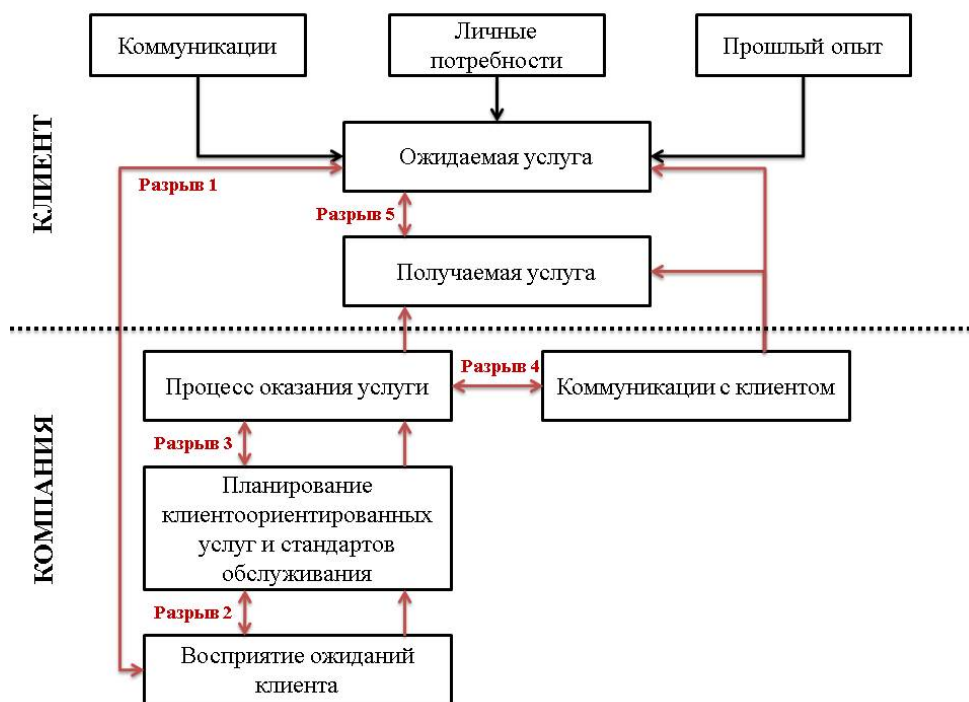 Коммуникации
Личные
потребности
Прошлый опыт
КЛИЕНТ
Ожидаемая услуга
Разрыв 1
Разрыв 5
Получаемая услуга
КОМПАНИЯ
Процесс оказания услуги
Разрыв 4
Коммуникации с клиентом
Разрыв 3
Планирование
клиентоориентированных
услуг и стандартов
обслуживания
Разрыв 2
Восприятие ожиданий
клиента